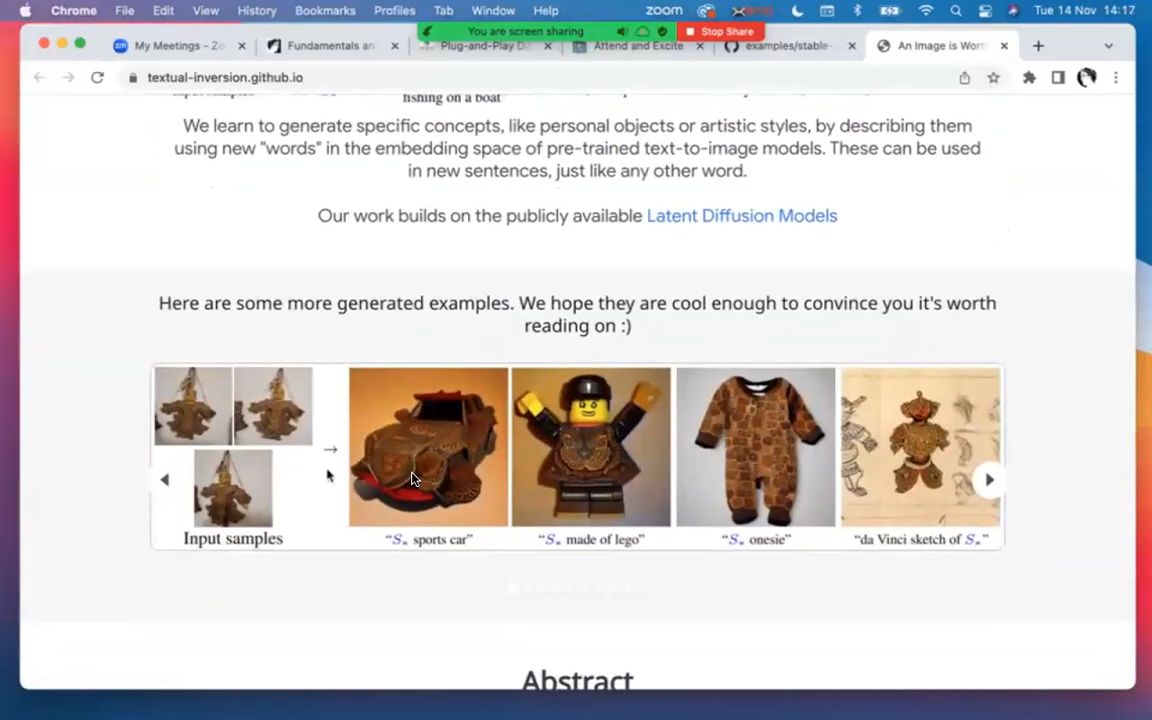 Chrome File Edit View History Bookmarks Profiles Tab Window Help zoom Tue 14 Nov 14:17
You are screen sharing Stop Share
My Meetings - Zo Fundamentals an Plug-and-Play Di Attend and Excite examples/stable- An Image is Wort
textual-inversion.github.io
fishing on a boat"
We learn to generate specific concepts, like personal objects or artistic styles, by describing them
using new "words" in the embedding space of pre-trained text-to-image models. These can be used
in new sentences, just like any other word.
Our work builds on the publicly available Latent Diffusion Models
Here are some more generated examples. We hope they are cool enough to convince you it's worth
reading on :)
Input samples “S* sports car” “S* made of lego” “S* onesie” “da Vinci sketch of S*”
Abstract